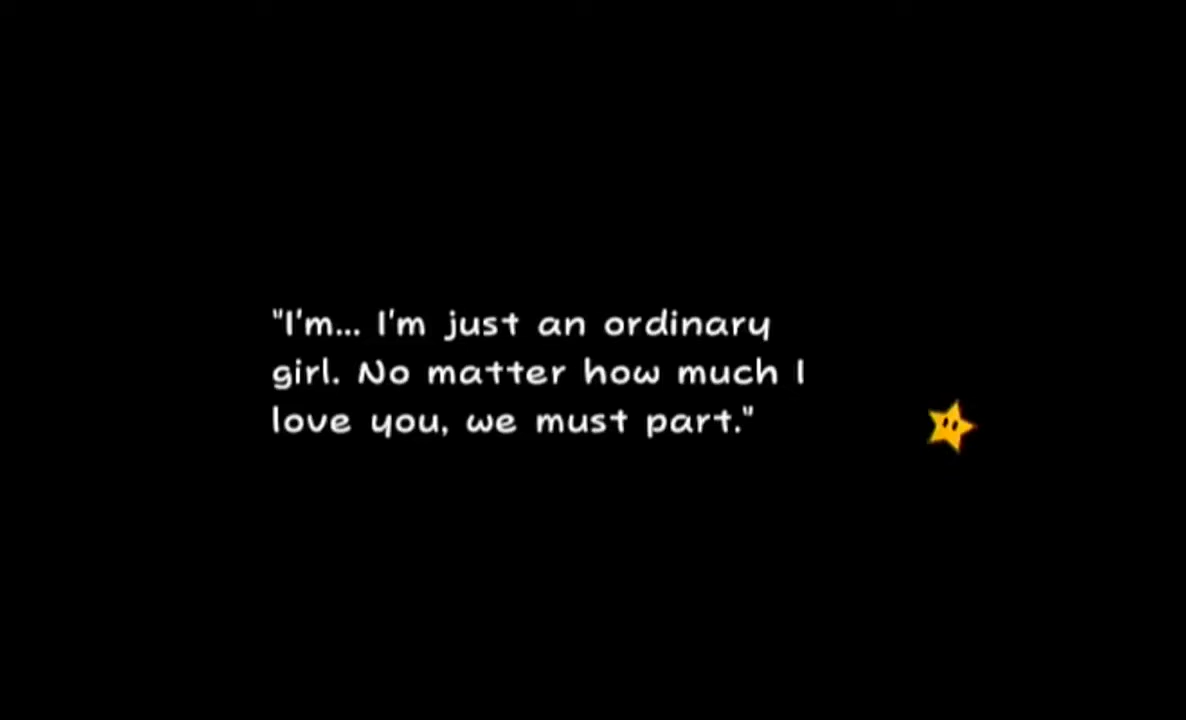 "I'm... I'm just an ordinary
girl. No matter how much I
love you, we must part."